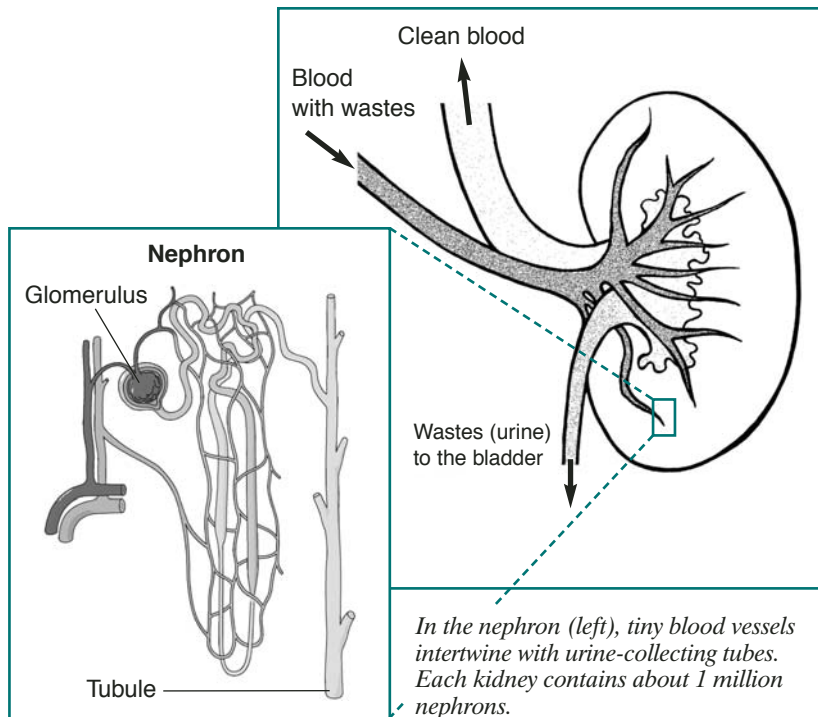 Clean blood
Blood
with wastes
Nephron
Glomerulus
Wastes (urine)
to the bladder
Tubule
In the nephron (left), tiny blood vessels
intertwine with urine-collecting tubes.
Each kidney contains about 1 million
nephrons.